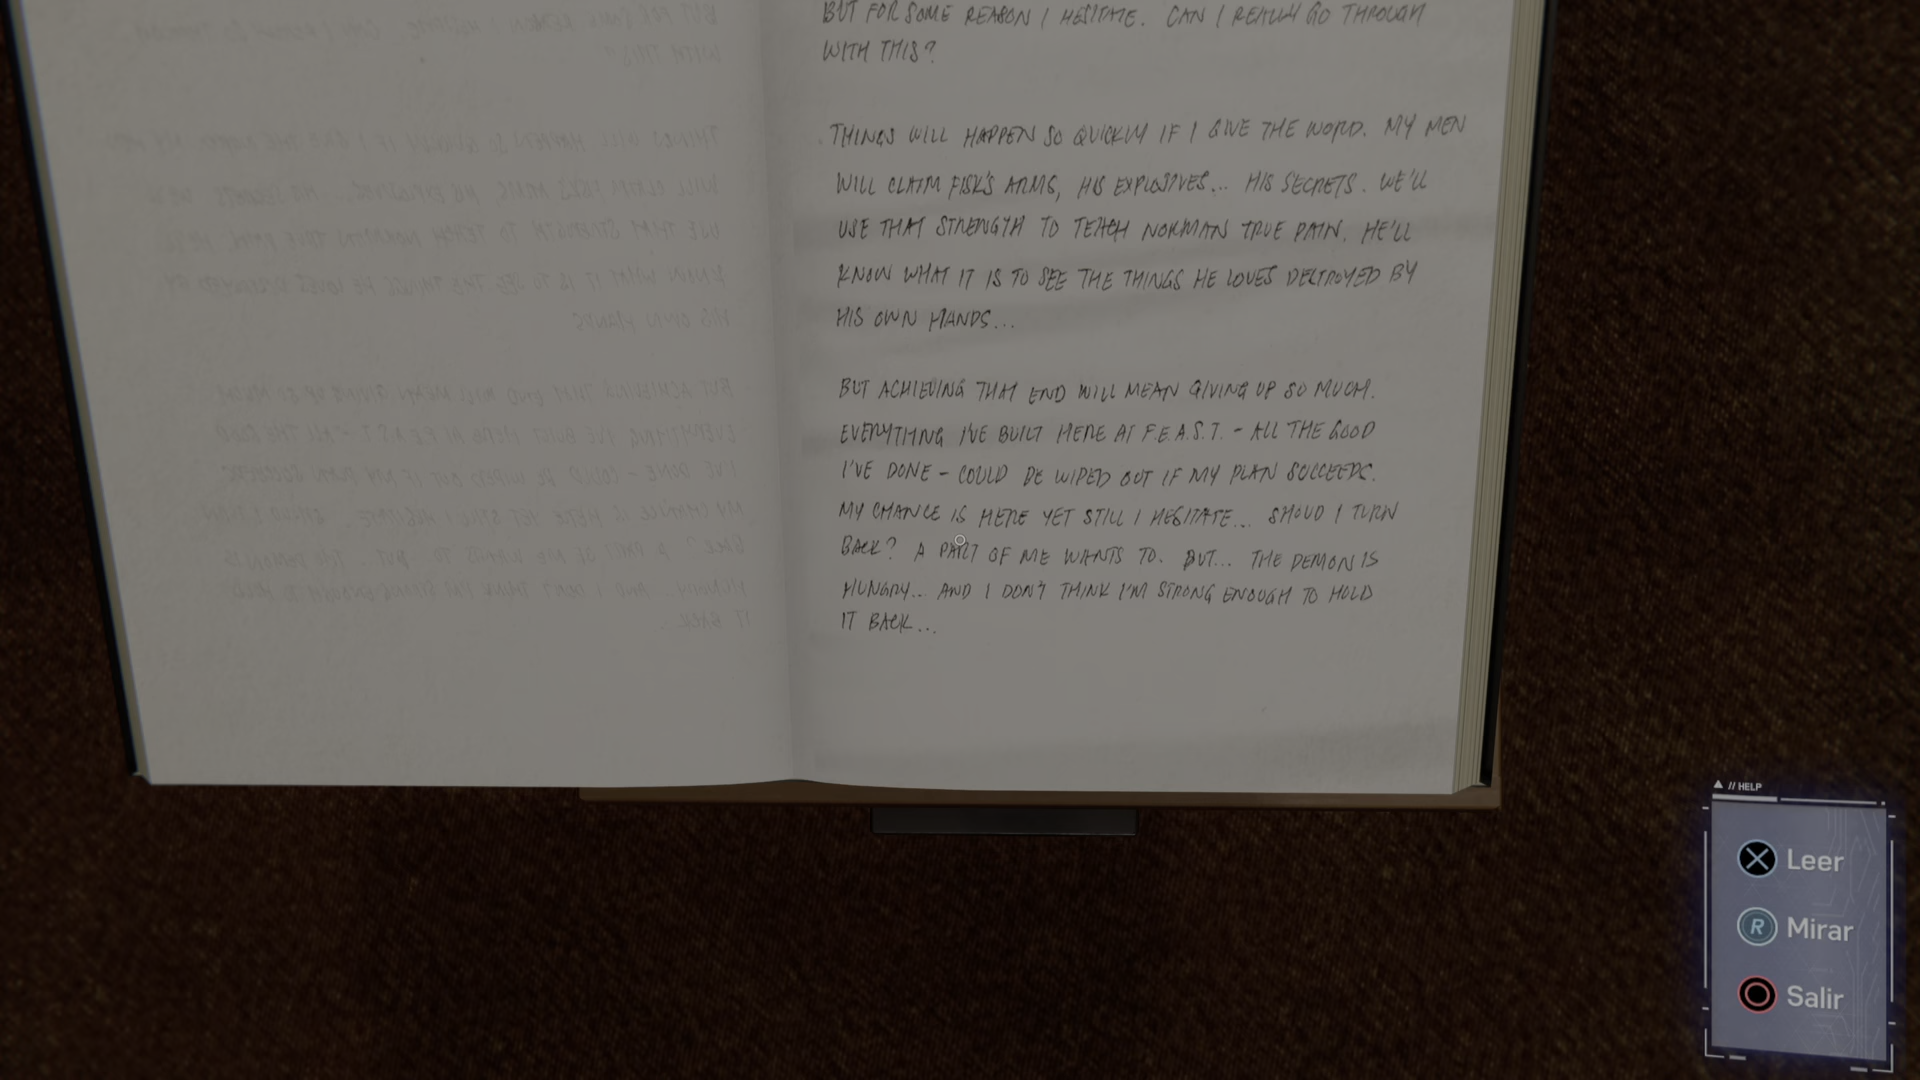 BUT FOR SOME REASON I HESITATE. CAN I REALLY GO THROUGH
WITH THIS?
THINGS WILL HAPPEN SO QUICKLY IF I GIVE THE WORD. MY MEN
WILL CLAIM FISK'S ARMS, HIS EXPLOSIVES... HIS SECRETS. WE'LL
USE THAT STRENGTH TO TEACH NORMAN TRUE PAIN. HE'LL
KNOW WHAT IT IS TO SEE THE THINGS HE LOVES DESTROYED BY
HIS OWN HANDS...
BUT ACHIEVING THAT END WILL MEAN GIVING UP SO MUCH.
EVERYTHING I'VE BUILT HERE AT F.E.A.S.T. - ALL THE GOOD
I'VE DONE - COULD BE WIPED OUT IF MY PLAN SUCCEEDS.
MY CHANCE IS HERE YET STILL I HESITATE... SHOUD I TURN
BACK? A PART OF ME WANTS TO. BUT... THE DEMON IS
HUNGRY... AND I DON'T THINK I'M STRONG ENOUGH TO HOLD
IT BACK...
// HELP
Leer
R Mirar
Salir